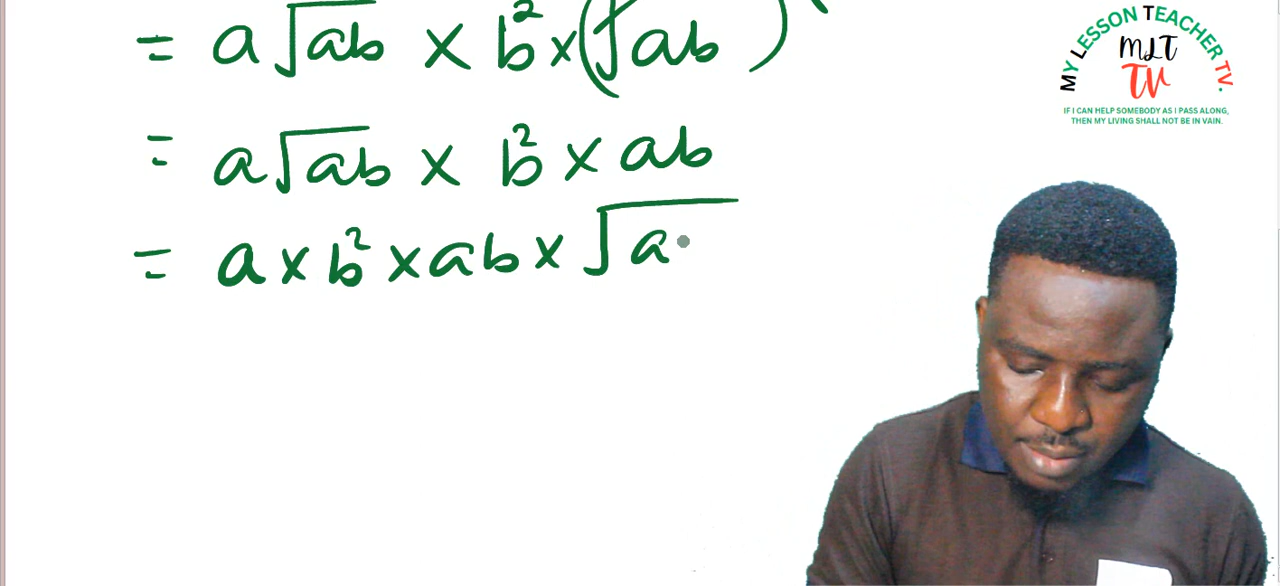 = a√ab × b² × (√ab)
= a√ab × b² × ab
= a × b² × ab × √a
MY LESSON TEACHER TV.
MLT
TV
IF I CAN HELP SOMEBODY AS I PASS ALONG,
THEN MY LIVING SHALL NOT BE IN VAIN.